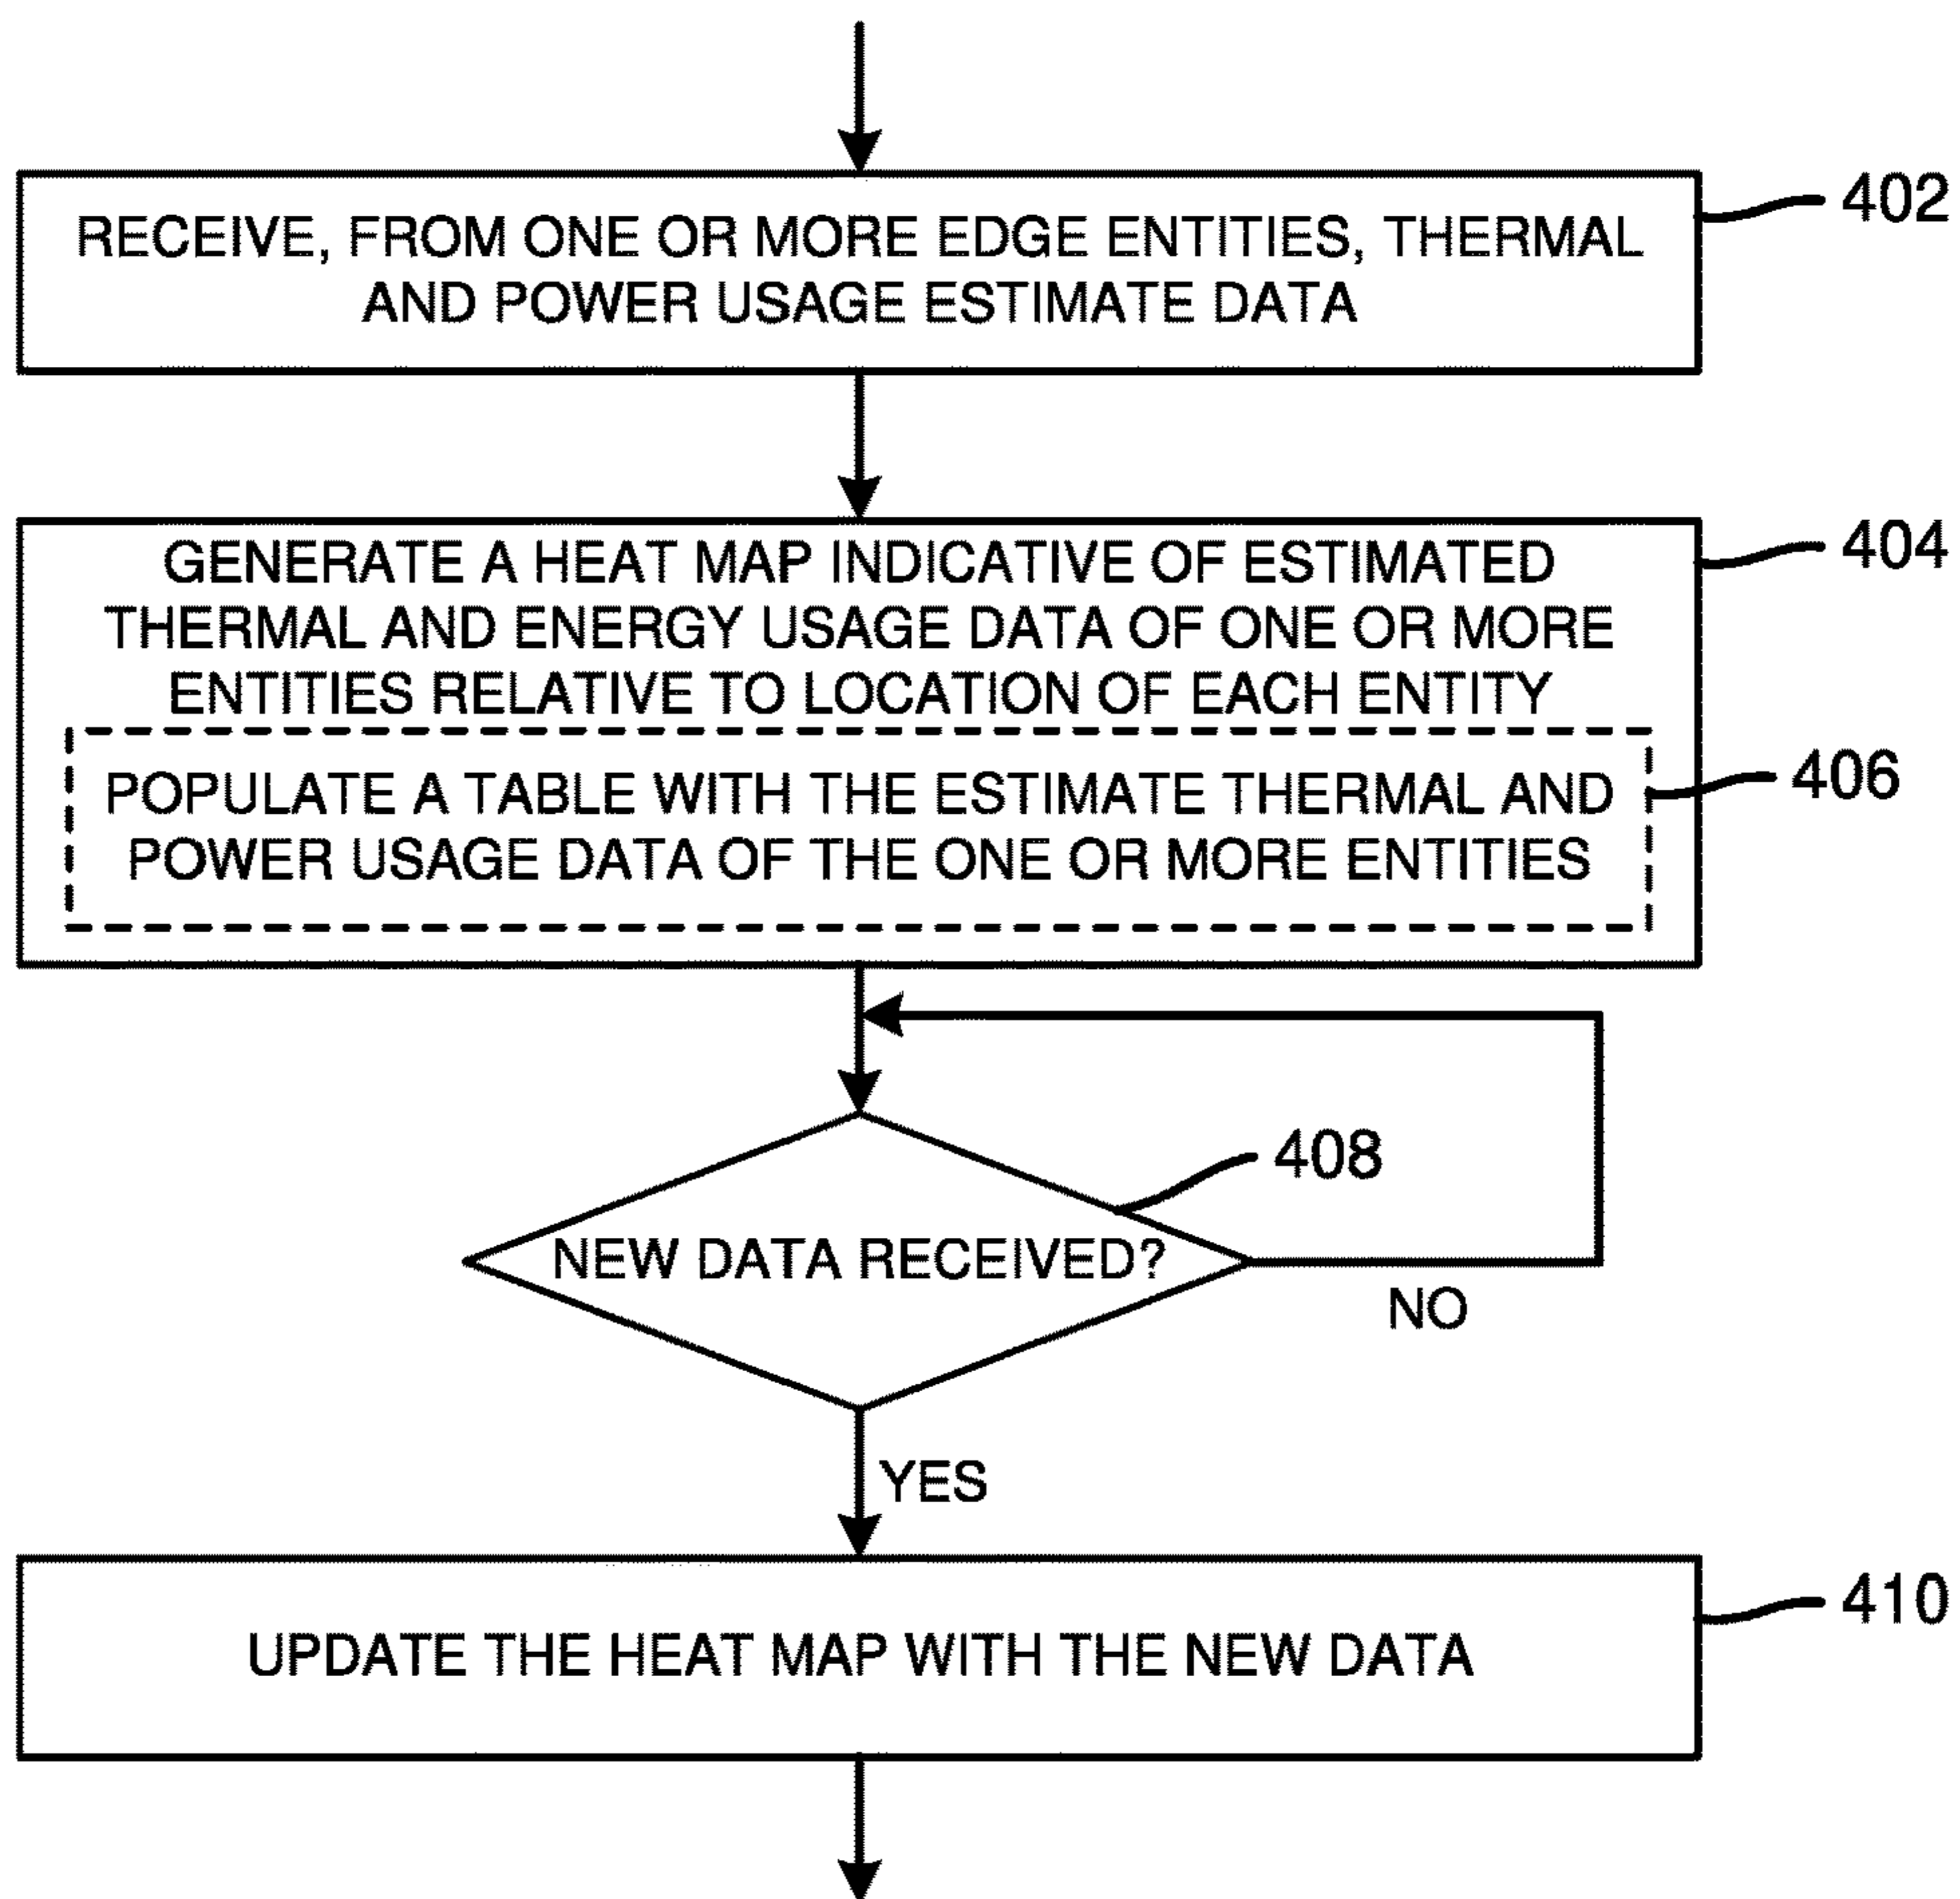 RECEIVE, FROM ONE OR MORE EDGE ENTITIES, THERMAL
AND POWER USAGE ESTIMATE DATA
402
GENERATE A HEAT MAP INDICATIVE OF ESTIMATED
THERMAL AND ENERGY USAGE DATA OF ONE OR MORE
ENTITIES RELATIVE TO LOCATION OF EACH ENTITY
404
POPULATE A TABLE WITH THE ESTIMATE THERMAL AND
POWER USAGE DATA OF THE ONE OR MORE ENTITIES
406
408
NEW DATA RECEIVED?
NO
YES
UPDATE THE HEAT MAP WITH THE NEW DATA
410